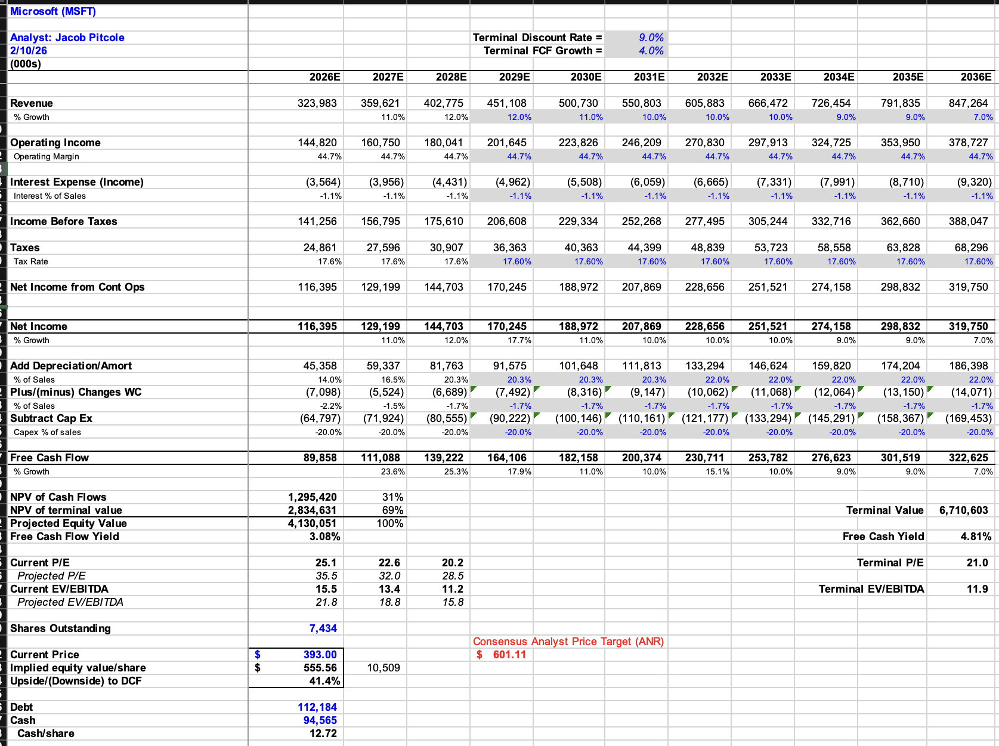 Microsoft (MSFT)
Analyst: Jacob Pitcole Terminal Discount Rate = 9.0%
2/10/26 Terminal FCF Growth = 4.0%
(000s)
2026E 2027E 2028E 2029E 2030E 2031E 2032E 2033E 2034E 2035E 2036E
Revenue 323,983 359,621 402,775 451,108 500,730 550,803 605,883 666,472 726,454 791,835 847,264
% Growth 11.0% 12.0% 12.0% 11.0% 10.0% 10.0% 10.0% 9.0% 9.0% 7.0%
Operating Income 144,820 160,750 180,041 201,645 223,826 246,209 270,830 297,913 324,725 353,950 378,727
Operating Margin 44.7% 44.7% 44.7% 44.7% 44.7% 44.7% 44.7% 44.7% 44.7% 44.7% 44.7%
Interest Expense (Income) (3,564) (3,956) (4,431) (4,962) (5,508) (6,059) (6,665) (7,331) (7,991) (8,710) (9,320)
Interest % of Sales -1.1% -1.1% -1.1% -1.1% -1.1% -1.1% -1.1% -1.1% -1.1% -1.1% -1.1%
Income Before Taxes 141,256 156,795 175,610 206,608 229,334 252,268 277,495 305,244 332,716 362,660 388,047
Taxes 24,861 27,596 30,907 36,363 40,363 44,399 48,839 53,723 58,558 63,828 68,296
Tax Rate 17.6% 17.6% 17.6% 17.60% 17.60% 17.60% 17.60% 17.60% 17.60% 17.60% 17.60%
Net Income from Cont Ops 116,395 129,199 144,703 170,245 188,972 207,869 228,656 251,521 274,158 298,832 319,750
Net Income 116,395 129,199 144,703 170,245 188,972 207,869 228,656 251,521 274,158 298,832 319,750
% Growth 11.0% 12.0% 17.7% 11.0% 10.0% 10.0% 10.0% 9.0% 9.0% 7.0%
Add Depreciation/Amort 45,358 59,337 81,763 91,575 101,648 111,813 133,294 146,624 159,820 174,204 186,398
% of Sales 14.0% 16.5% 20.3% 20.3% 20.3% 20.3% 22.0% 22.0% 22.0% 22.0% 22.0%
Plus/(minus) Changes WC (7,098) (5,524) (6,689) (7,492) (8,316) (9,147) (10,062) (11,068) (12,064) (13,150) (14,071)
% of Sales -2.2% -1.5% -1.7% -1.7% -1.7% -1.7% -1.7% -1.7% -1.7% -1.7% -1.7%
Subtract Cap Ex (64,797) (71,924) (80,555) (90,222) (100,146) (110,161) (121,177) (133,294) (145,291) (158,367) (169,453)
Capex % of sales -20.0% -20.0% -20.0% -20.0% -20.0% -20.0% -20.0% -20.0% -20.0% -20.0% -20.0%
Free Cash Flow 89,858 111,088 139,222 164,106 182,158 200,374 230,711 253,782 276,623 301,519 322,625
% Growth 23.6% 25.3% 17.9% 11.0% 10.0% 15.1% 10.0% 9.0% 9.0% 7.0%
NPV of Cash Flows 1,295,420 31%
NPV of terminal value 2,834,631 69% Terminal Value 6,710,603
Projected Equity Value 4,130,051 100%
Free Cash Flow Yield 3.08% Free Cash Yield 4.81%
Current P/E 25.1 22.6 20.2 Terminal P/E 21.0
Projected P/E 35.5 32.0 28.5
Current EV/EBITDA 15.5 13.4 11.2 Terminal EV/EBITDA 11.9
Projected EV/EBITDA 21.8 18.8 15.8
Shares Outstanding 7,434
Consensus Analyst Price Target (ANR)
Current Price $ 393.00 $ 601.11
Implied equity value/share $ 555.56 10,509
Upside/(Downside) to DCF 41.4%
Debt 112,184
Cash 94,565
Cash/share 12.72